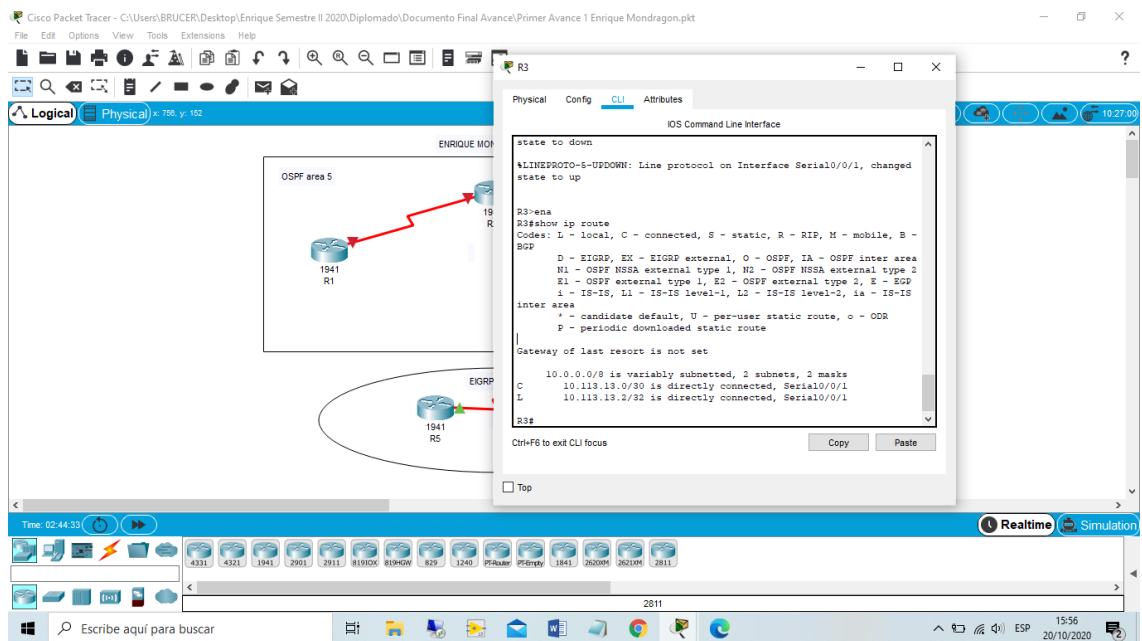 Cisco Packet Tracer - C:\Users\BRUCER\Desktop\Enrique Semestre II 2020\Diplomado\Documento Final Avance\Primer Avance 1 Enrique Mondragon.pkt
File Edit Options View Tools Extensions Help
?
Logical Physical x: 756, y: 152
10:27:00
ENRIQUE MON
OSPF area 5
19
R
1941
R1
EIGRP
1941
R5
R3
Physical Config CLI Attributes
IOS Command Line Interface
state to down
%LINEPROTO-5-UPDOWN: Line protocol on Interface Serial0/0/1, changed
state to up
R3>ena
R3#show ip route
Codes: L - local, C - connected, S - static, R - RIP, M - mobile, B -
BGP
D - EIGRP, EX - EIGRP external, O - OSPF, IA - OSPF inter area
N1 - OSPF NSSA external type 1, N2 - OSPF NSSA external type 2
E1 - OSPF external type 1, E2 - OSPF external type 2, E - EGP
i - IS-IS, L1 - IS-IS level-1, L2 - IS-IS level-2, ia - IS-IS
inter area
* - candidate default, U - per-user static route, o - ODR
P - periodic downloaded static route
Gateway of last resort is not set
10.0.0.0/8 is variably subnetted, 2 subnets, 2 masks
C 10.113.13.0/30 is directly connected, Serial0/0/1
L 10.113.13.2/32 is directly connected, Serial0/0/1
R3#
Ctrl+F6 to exit CLI focus
Copy Paste
Top
Time: 02:44:33
Realtime Simulation
4331 4321 1941 2901 2911 819IOX 819HGW 829 1240 PT-Router PT-Empty 1841 2620XM 2621XM 2811
2811
Escribe aquí para buscar
ESP
15:56
20/10/2020
2